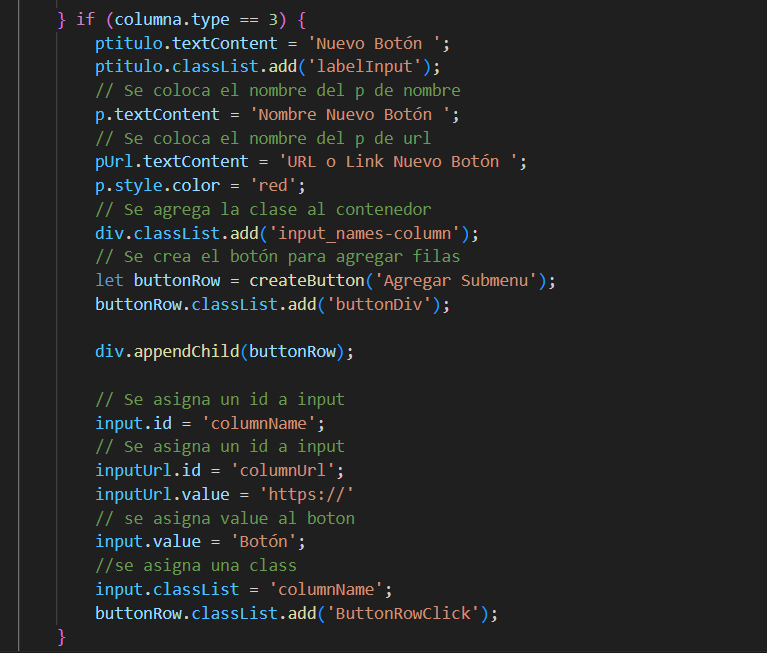 } if (columna.type == 3) {
ptitulo.textContent = 'Nuevo Botón ';
ptitulo.classList.add('labelInput');
// Se coloca el nombre del p de nombre
p.textContent = 'Nombre Nuevo Botón ';
// Se coloca el nombre del p de url
pUrl.textContent = 'URL o Link Nuevo Botón ';
p.style.color = 'red';
// Se agrega la clase al contenedor
div.classList.add('input_names-column');
// Se crea el botón para agregar filas
let buttonRow = createButton('Agregar Submenu');
buttonRow.classList.add('buttonDiv');
div.appendChild(buttonRow);
// Se asigna un id a input
input.id = 'columnName';
// Se asigna un id a input
inputUrl.id = 'columnUrl';
inputUrl.value = 'https://'
// se asigna value al boton
input.value = 'Botón';
//se asigna una class
input.classList = 'columnName';
buttonRow.classList.add('ButtonRowClick');
}